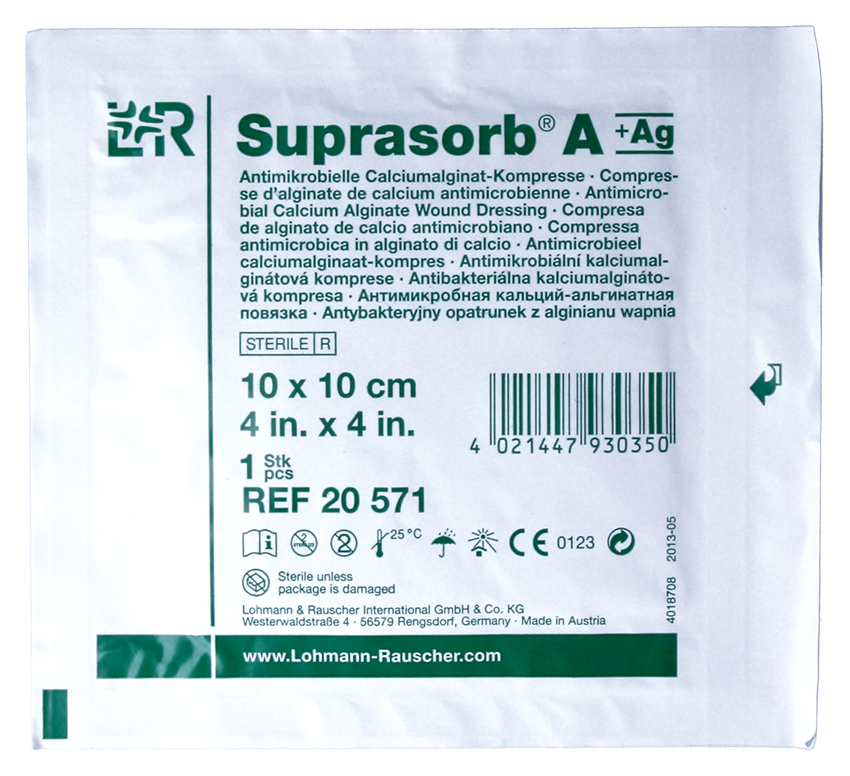 L&R
Suprasorb® A +Ag
Antimikrobielle Calciumalginat-Kompresse · Compres-
se d'alginate de calcium antimicrobienne · Antimicro-
bial Calcium Alginate Wound Dressing · Compresa
de alginato de calcio antimicrobiano · Compressa
antimicrobica in alginato di calcio · Antimicrobieel
calciumalginaat-kompres · Antimikrobiální kalciumal-
ginátová komprese · Antibakteriálna kalciumalgináto-
vá kompresa · Антимикробная кальций-альгинатная
повязка · Antybakteryjny opatrunek z alginianu wapnia
STERILE R
10 x 10 cm
4 in. x 4 in.
1 Stk
pcs
REF 20 571
4 021447 930350
2
STERILIZE
2
25 °C
CE 0123
4018708 2013-05
Sterile unless
package is damaged
Lohmann & Rauscher International GmbH & Co. KG
Westerwaldstraße 4 · 56579 Rengsdorf, Germany · Made in Austria
www.Lohmann-Rauscher.com